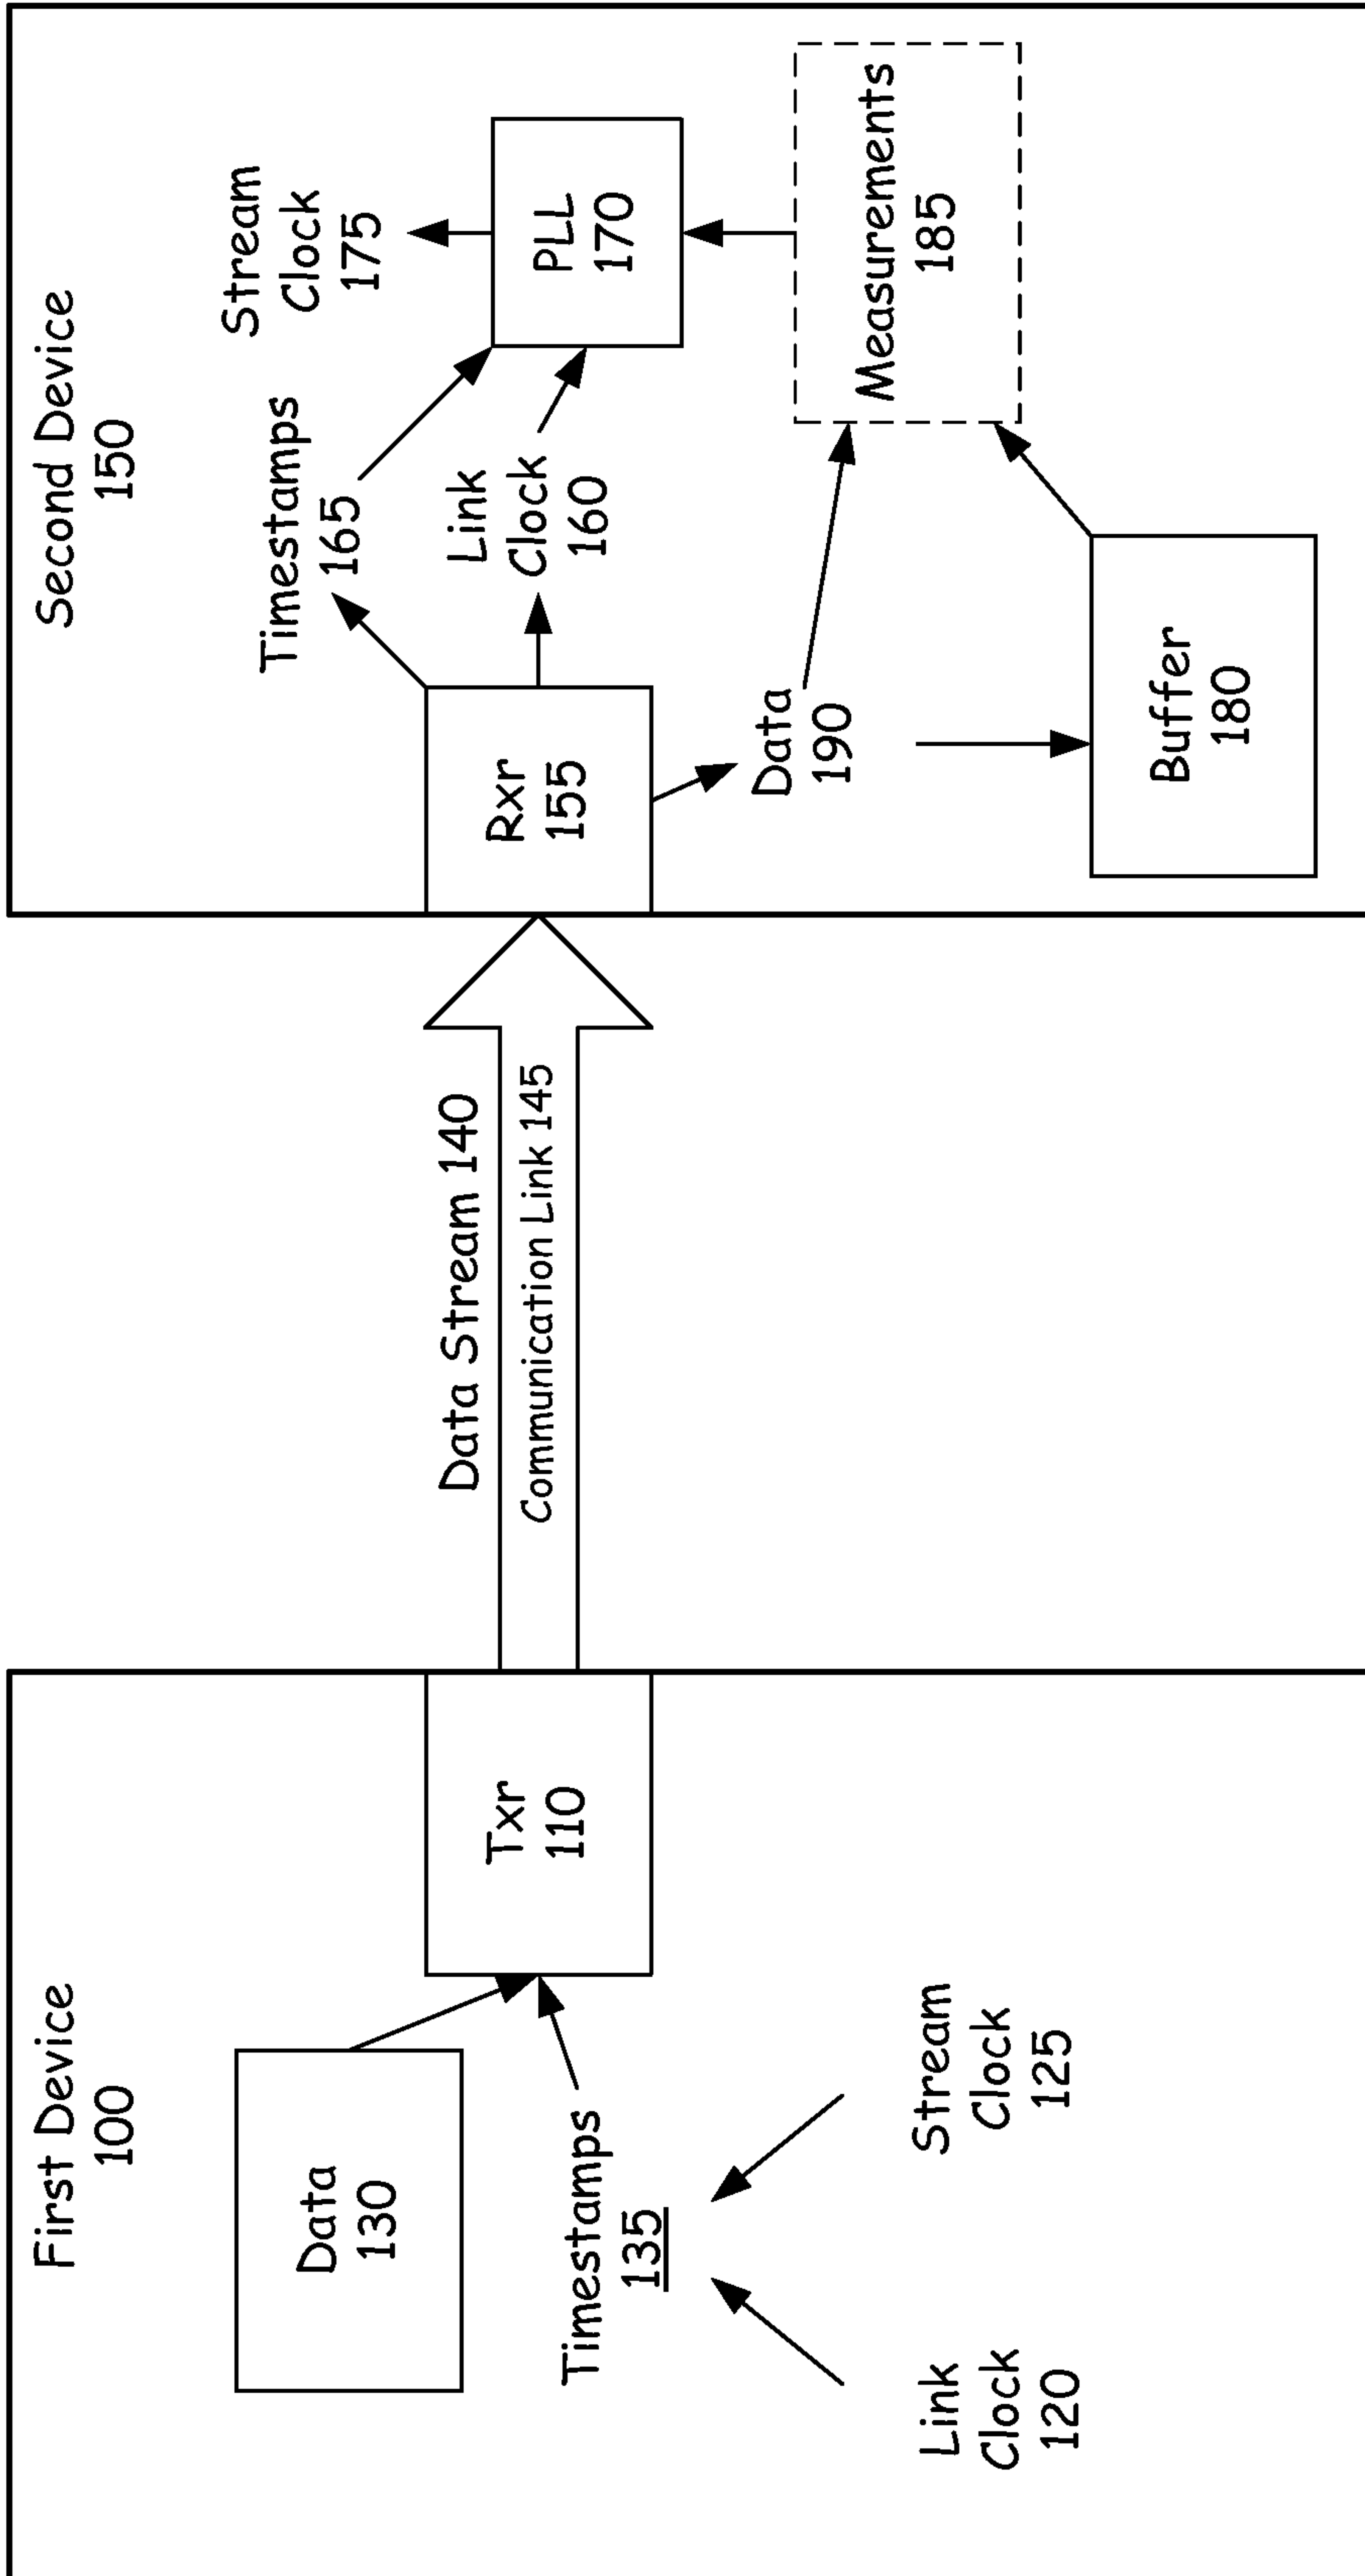 First Device
100
Data
130
Timestamps
135
Link
Clock
120
Stream
Clock
125
Txr
110
Data Stream 140
Communication Link 145
Second Device
150
Rxr
155
Timestamps
165
Link
Clock
160
Stream
Clock
175
PLL
170
Data
190
Measurements
185
Buffer
180